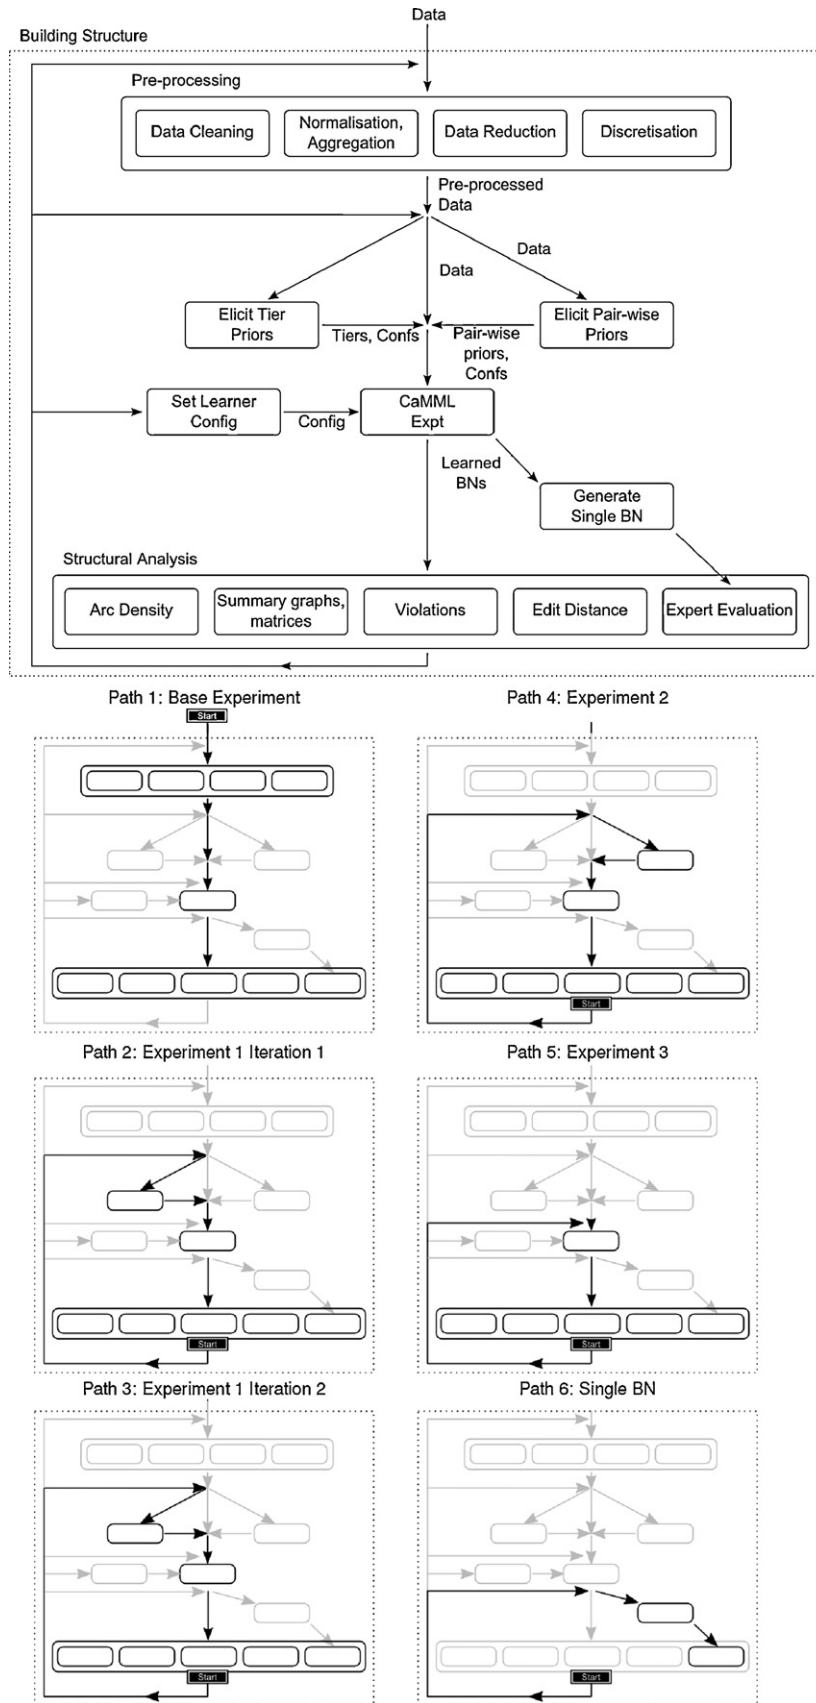 Data
Building Structure
Pre-processing
Data Cleaning
Normalisation,
Aggregation
Data Reduction
Discretisation
Pre-processed
Data
Data
Data
Elicit Tier
Priors
Tiers, Confs
Pair-wise
priors,
Confs
Elicit Pair-wise
Priors
Set Learner
Config
Config
CaMML
Expt
Learned
BNs
Generate
Single BN
Structural Analysis
Arc Density
Summary graphs,
matrices
Violations
Edit Distance
Expert Evaluation
Path 1: Base Experiment
Start
Path 4: Experiment 2
Start
Path 2: Experiment 1 Iteration 1
Start
Path 5: Experiment 3
Start
Path 3: Experiment 1 Iteration 2
Start
Path 6: Single BN
Start